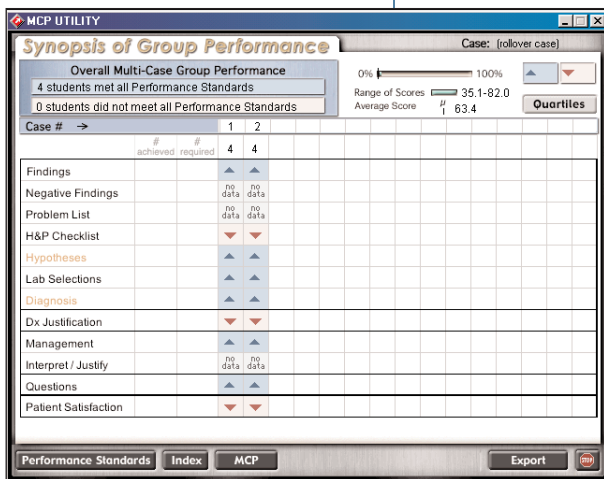 MCP UTILITY
Synopsis of Group Performance
Case: (rollover case)
Overall Multi-Case Group Performance
4 students met all Performance Standards
0 students did not meet all Performance Standards
0% 100%
Range of Scores 35.1-82.0
Average Score μ 63.4
Quartiles
Case # → 1 2
# achieved # required 4 4
Findings
Negative Findings no data no data
Problem List no data no data
H&P Checklist
Hypotheses
Lab Selections
Diagnosis
Dx Justification
Management
Interpret / Justify no data no data
Questions
Patient Satisfaction
Performance Standards Index MCP Export STOP